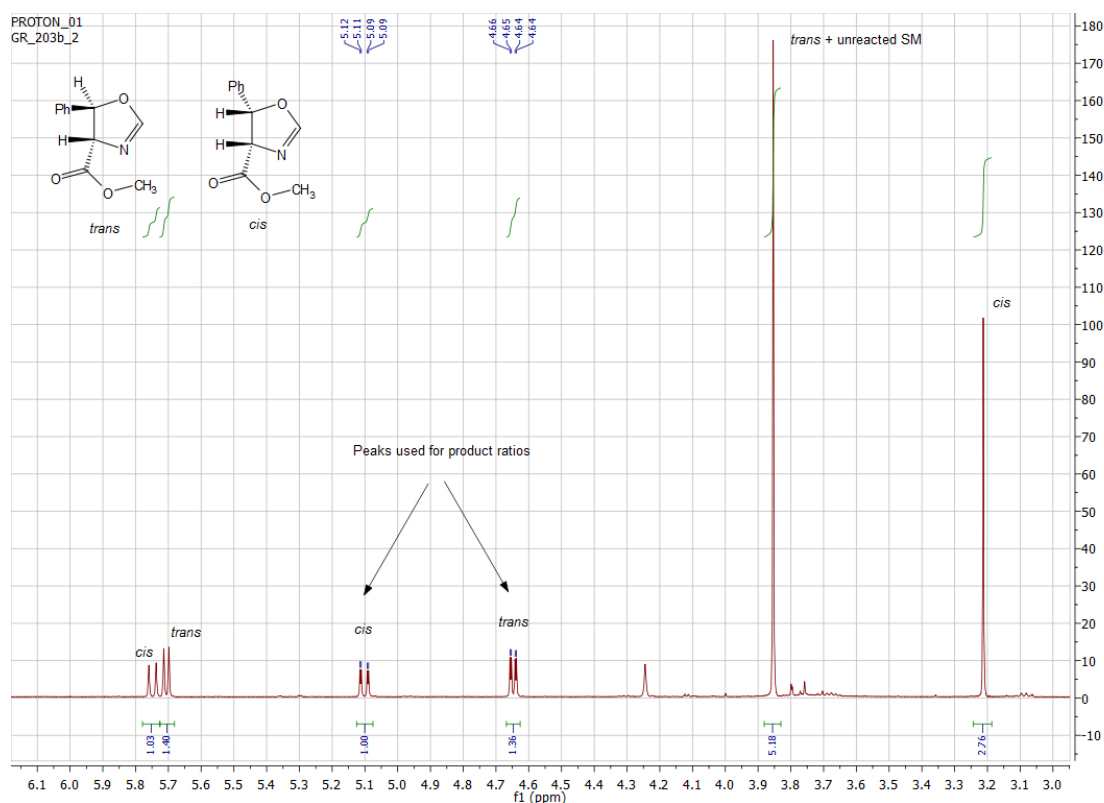 PROTON_01
GR_203b_2
5.12
5.11
5.09
5.09
4.66
4.65
4.64
4.64
trans + unreacted SM
H
Ph
O
H
N
O
O
CH3
trans
Ph
O
H
H
N
O
O
CH3
cis
cis
Peaks used for product ratios
cis
trans
cis
trans
180
170
160
150
140
130
120
110
100
90
80
70
60
50
40
30
20
10
0
-10
1.03
1.40
1.00
1.36
5.18
2.76
6.1 6.0 5.9 5.8 5.7 5.6 5.5 5.4 5.3 5.2 5.1 5.0 4.9 4.8 4.7 4.6 4.5 4.4 4.3 4.2 4.1 4.0 3.9 3.8 3.7 3.6 3.5 3.4 3.3 3.2 3.1 3.0
f1 (ppm)